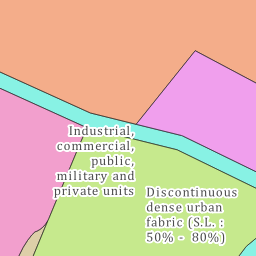 Industrial,
commercial,
public,
military and
private units
Discontinuous
dense urban
fabric (S.L. :
50% - 80%)